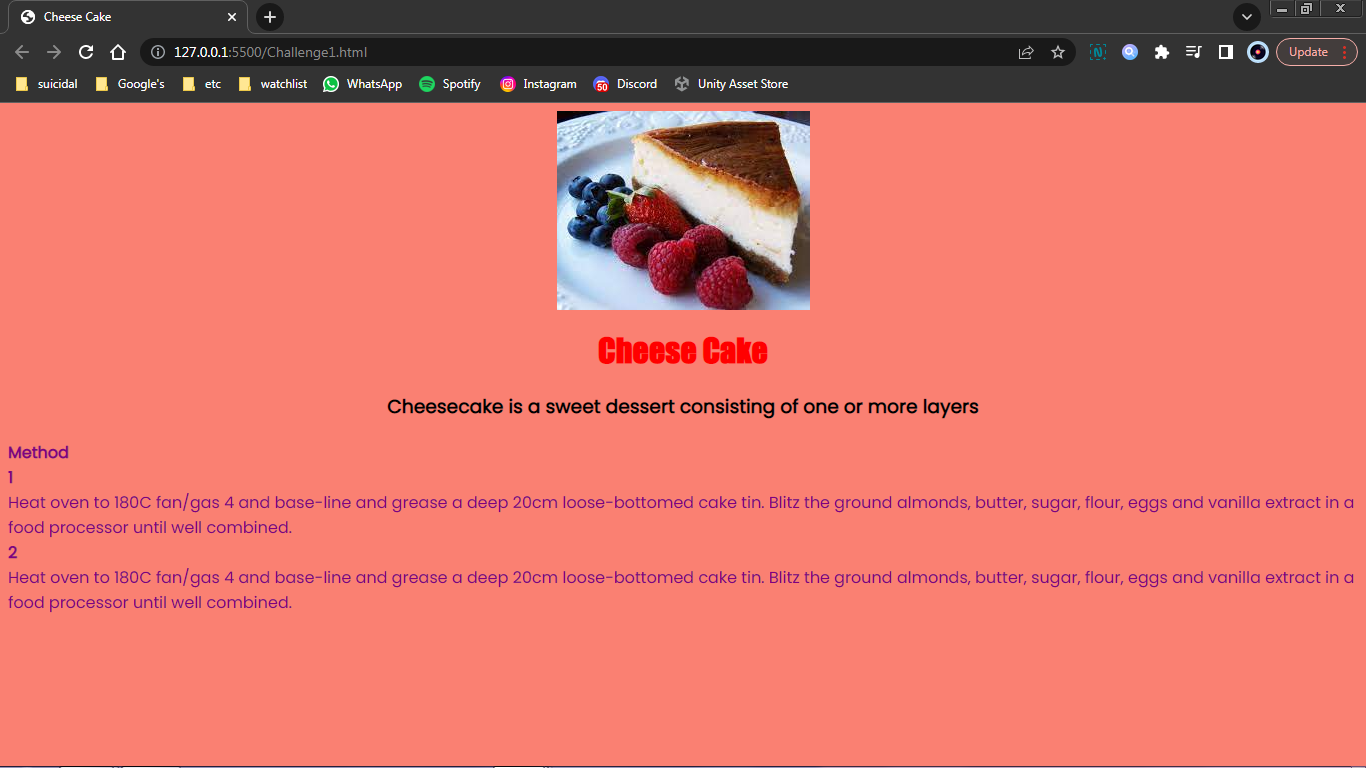 Cheese Cake
127.0.0.1:5500/Challenge1.html
Update
suicidal Google's etc watchlist WhatsApp Spotify Instagram 50 Discord Unity Asset Store
Cheese Cake
Cheesecake is a sweet dessert consisting of one or more layers
Method
1
Heat oven to 180C fan/gas 4 and base-line and grease a deep 20cm loose-bottomed cake tin. Blitz the ground almonds, butter, sugar, flour, eggs and vanilla extract in a
food processor until well combined.
2
Heat oven to 180C fan/gas 4 and base-line and grease a deep 20cm loose-bottomed cake tin. Blitz the ground almonds, butter, sugar, flour, eggs and vanilla extract in a
food processor until well combined.